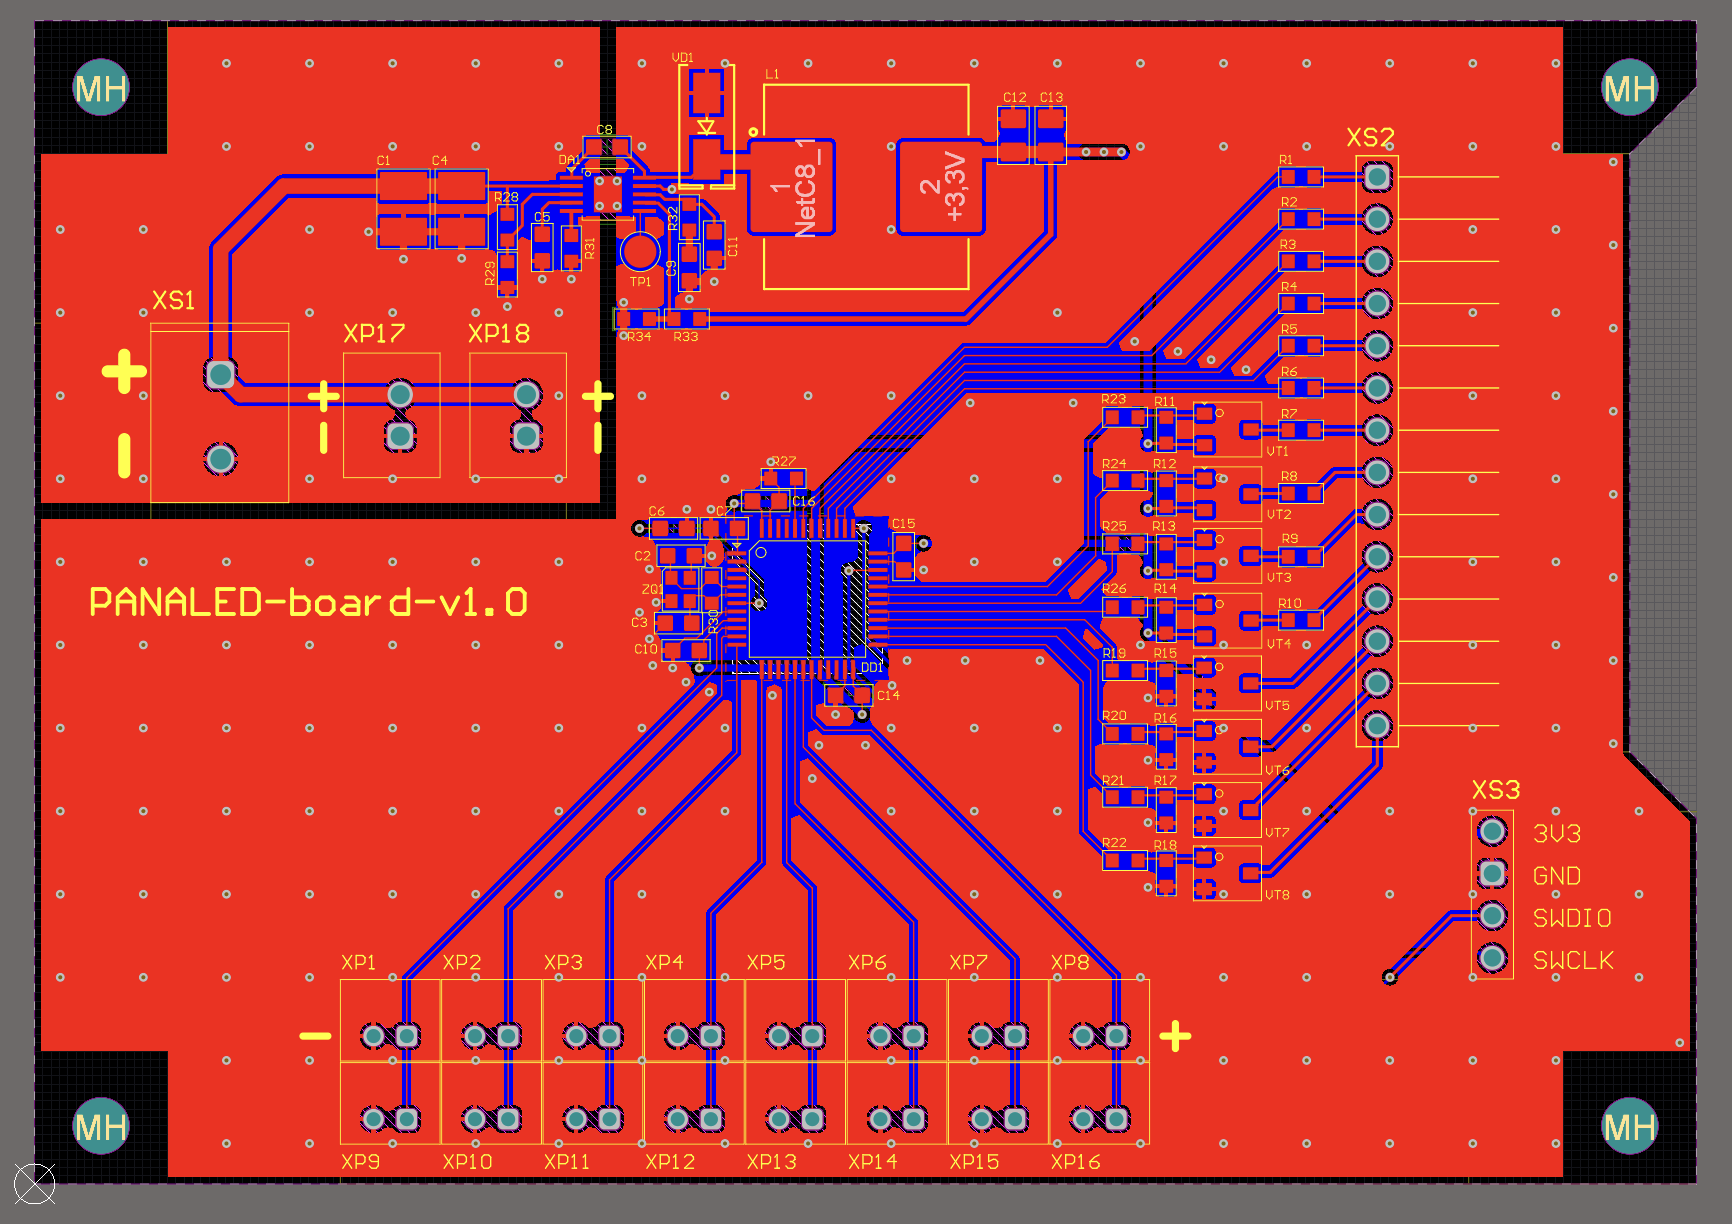 MH
MH
VD1
L1
C12
C13
XS2
C8
DA1
C1
C4
R1
1
NetC8_1
2
+3,3V
R28
R2
C5
R31
R32
C11
R3
R29
C9
TP1
R4
XS1
XP17
XP18
R34
R33
R5
R6
+
+
+
R23
R11
R7
VT1
R27
R24
R12
R8
C16
C6
C7
VT2
C15
R25
R13
R9
C2
VT3
ZQ1
R26
R14
R10
PANALED-board-v1.0
R30
C3
VT4
C10
DD1
R19
R15
C14
VT5
R20
R16
VT6
R21
R17
XS3
VT7
3V3
R22
R18
GND
VT8
SWDIO
SWCLK
XP1
XP2
XP3
XP4
XP5
XP6
XP7
XP8
-
+
MH
MH
XP9
XP10
XP11
XP12
XP13
XP14
XP15
XP16